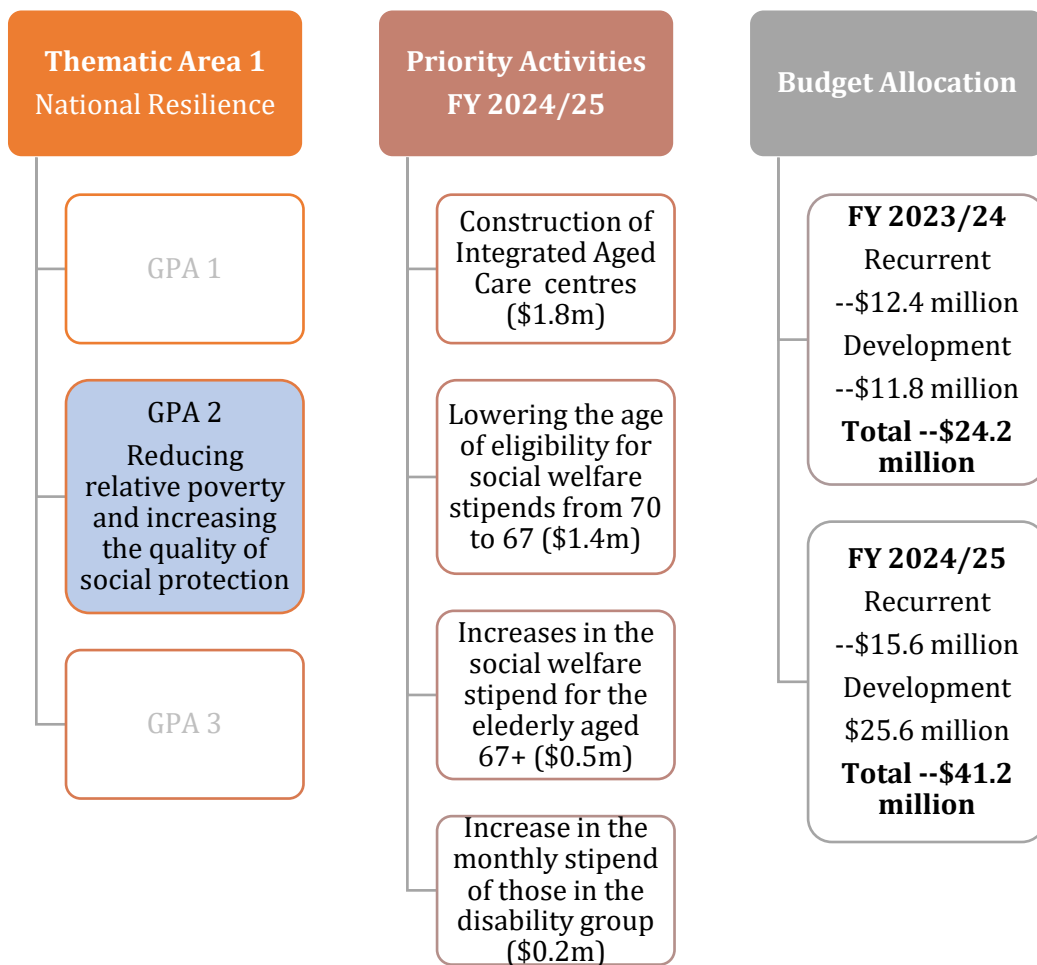 Thematic Area 1
National Resilience
GPA 1
GPA 2
Reducing
relative poverty
and increasing
the quality of
social protection
GPA 3
Priority Activities
FY 2024/25
Construction of
Integrated Aged
Care centres
($1.8m)
Lowering the age
of eligibility for
social welfare
stipends from 70
to 67 ($1.4m)
Increases in the
social welfare
stipend for the
elederly aged
67+ ($0.5m)
Increase in the
monthly stipend
of those in the
disability group
($0.2m)
Budget Allocation
FY 2023/24
Recurrent
--$12.4 million
Development
--$11.8 million
Total --$24.2
million
FY 2024/25
Recurrent
--$15.6 million
Development
$25.6 million
Total --$41.2
million